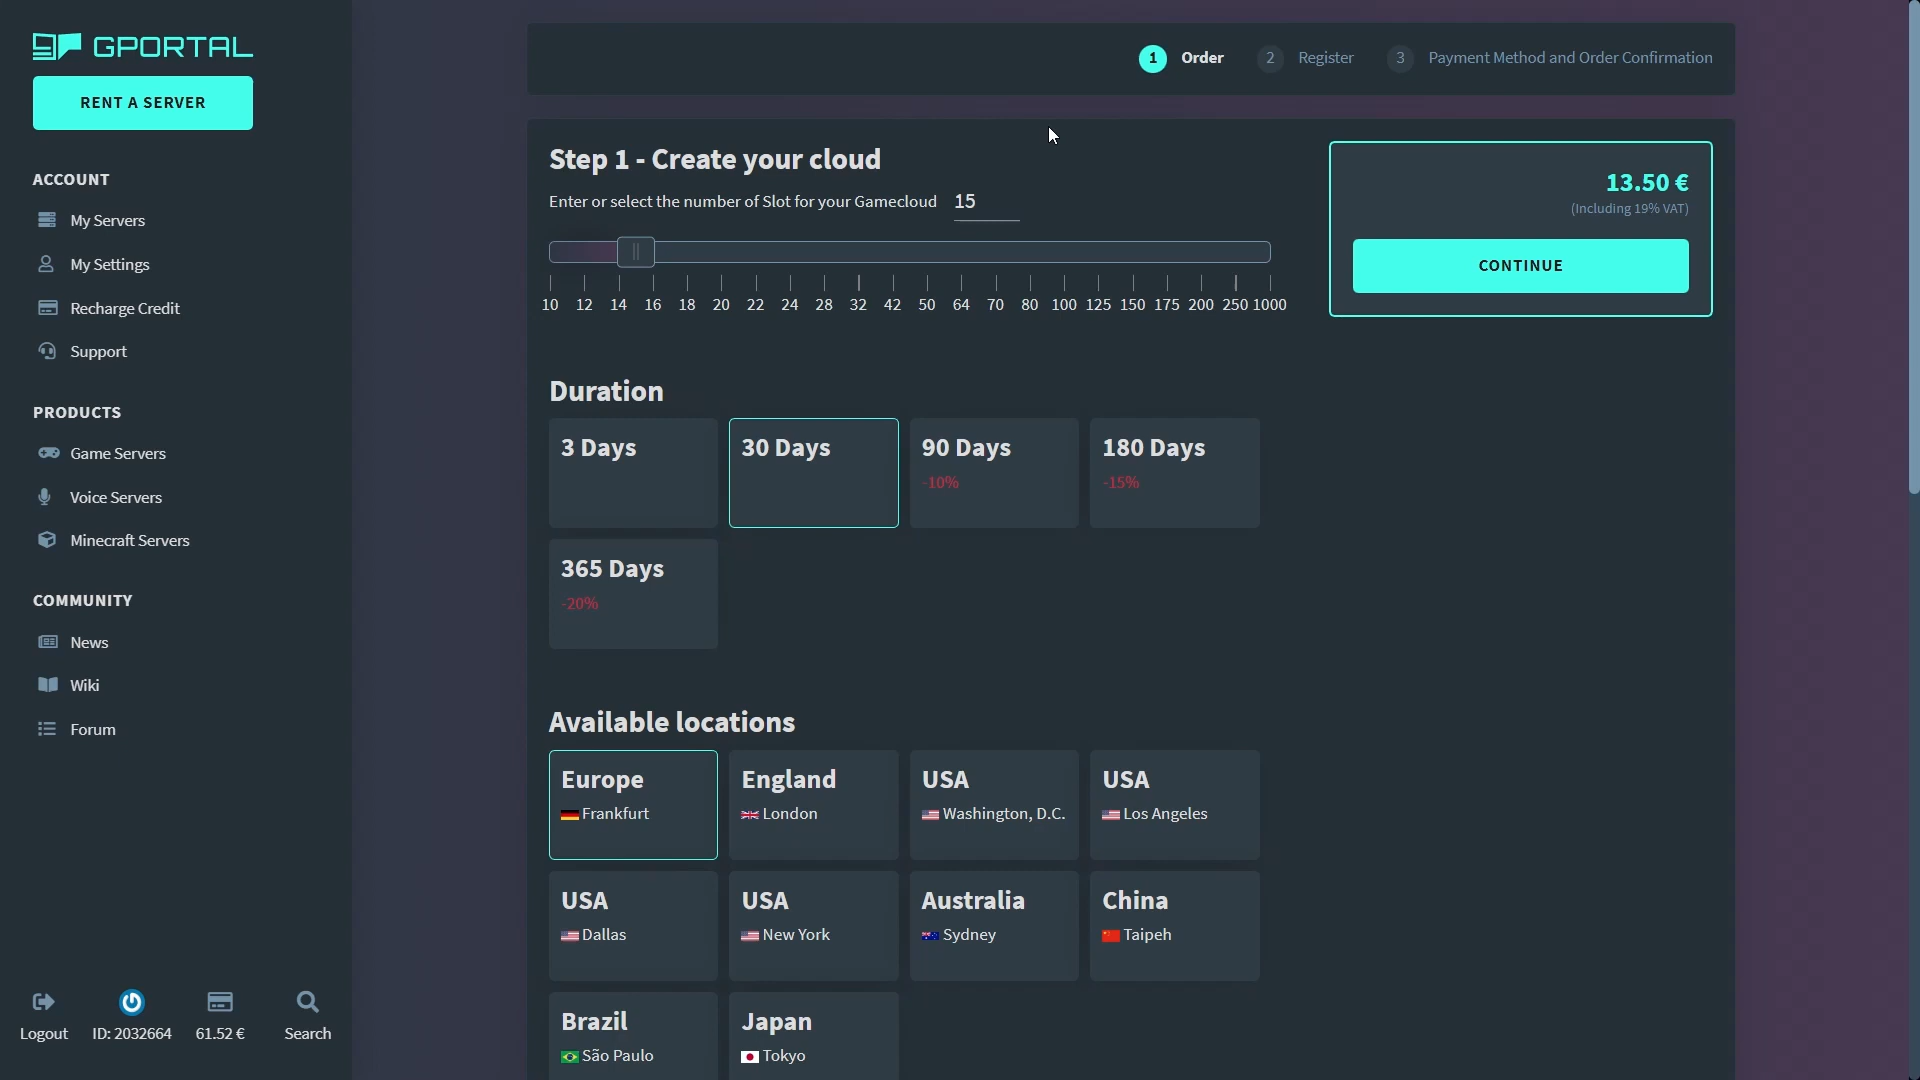 GPORTAL
RENT A SERVER
ACCOUNT
My Servers
My Settings
Recharge Credit
Support
PRODUCTS
Game Servers
Voice Servers
Minecraft Servers
COMMUNITY
News
Wiki
Forum
Logout
ID: 2032664
61.52 €
Search
1 Order
2 Register
3 Payment Method and Order Confirmation
Step 1 - Create your cloud
Enter or select the number of Slot for your Gamecloud 15
10 12 14 16 18 20 22 24 28 32 42 50 64 70 80 100 125 150 175 200 250 1000
13.50 €
(Including 19% VAT)
CONTINUE
Duration
3 Days
30 Days
90 Days
-10%
180 Days
-15%
365 Days
-20%
Available locations
Europe
Frankfurt
England
London
USA
Washington, D.C.
USA
Los Angeles
USA
Dallas
USA
New York
Australia
Sydney
China
Taipeh
Brazil
São Paulo
Japan
Tokyo